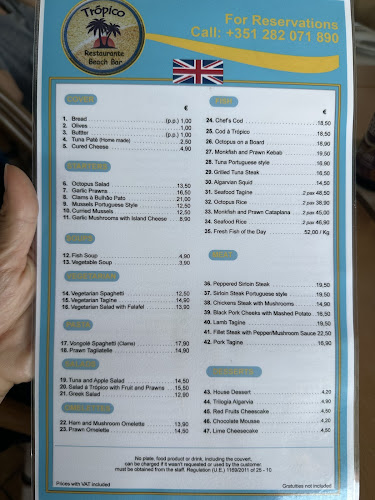 Trópico
Restaurante
Beach Bar
For Reservations
Call: +351 282 071 890
COVER
€
1. Bread (p.p.) 1,00
2. Olives 1,00
3. Buttter (p.p.) 1,00
4. Tuna Paté (Home made) 2,50
5. Cured Cheese 4,90
STARTERS
6. Octopus Salad 13,50
7. Garlic Prawns 16,50
8. Clams à Bulhão Pato 21,00
9. Mussels Portuguese Style 13,50
10. Curried Mussels 12,50
11. Garlic Mushrooms with Island Cheese 8,90
SOUPS
12. Fish Soup 4,90
13. Vegetable Soup 3,90
VEGETARIAN
14. Vegetarian Spaghetti 12,50
15. Vegetarian Tagine 14,90
16. Vegetarian Salad with Falafel 13,90
PASTA
17. Vongolé Spaghetti (Clams) 17,90
18. Prawn Tagliatelle 14,90
SALADS
19. Tuna and Apple Salad 14,50
20. Salad à Trópico with Fruit and Prawns 15,50
21. Greek Salad 12,90
OMELETTES
22. Ham and Mushroom Omelette 13,90
23. Prawn Omelette 14,50
FISH
€
24. Chef's Cod 18,50
25. Cod à Trópico 18,50
26. Octopus on a Board 18,90
27. Monkfish and Prawn Kebab 19,50
28. Tuna Portuguese style 16,90
29. Grilled Tuna Steak 16,50
30. Algarvian Squid 14,50
31. Seafood Tagine 2 pax 48,50
32. Octopus Rice 2 pax 38,90
33. Monkfish and Prawn Cataplana 2 pax 45,00
34. Seafood Rice 2 pax 46,90
35. Fresh Fish of the Day 52,00 / Kg
MEAT
36. Peppered Sirloin Steak 19,50
37. Sirloin Steak Portuguese style 19,50
38. Chickens Steak with Mushrooms 14,90
39. Black Pork Cheeks with Mashed Potato 16,50
40. Lamb Tagine 19,50
41. Fillet Steak with Pepper/Mushroom Sauce 22,50
42. Pork Tagine 16,90
DESSERTS
43. House Dessert 4,20
44. Trilogia Algarvia 4,90
45. Red Fruits Cheesecake 4,50
46. Chocolate Mousse 4,20
47. Lime Cheesecake 4,50
No plate, food product or drink, including the couvert,
can be charged if it wasn't requested or used by the customer.
must be obtained from the staff. Regulation (U.E.) 1169/2011 of 26 - 10
Prices with VAT included
Gratuities not included